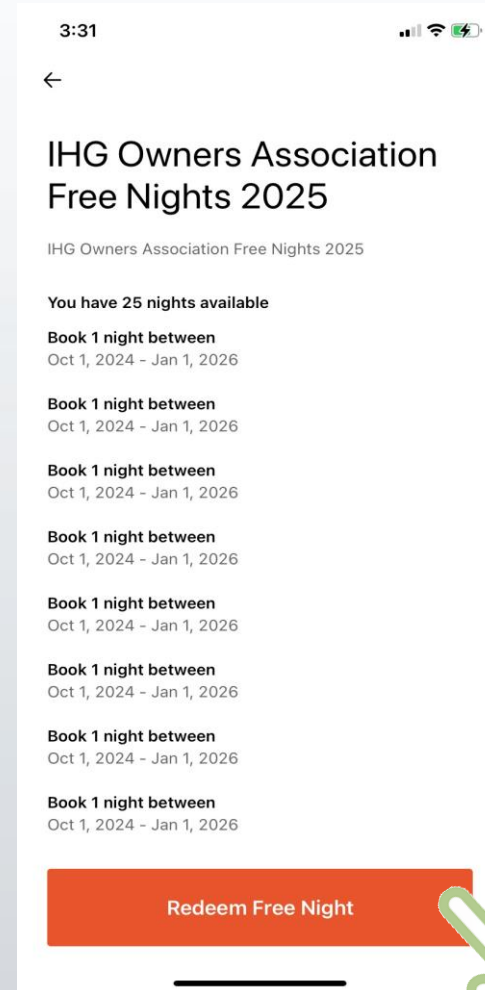 3:31
IHG Owners Association
Free Nights 2025
IHG Owners Association Free Nights 2025
You have 25 nights available
Book 1 night between
Oct 1, 2024 - Jan 1, 2026
Book 1 night between
Oct 1, 2024 - Jan 1, 2026
Book 1 night between
Oct 1, 2024 - Jan 1, 2026
Book 1 night between
Oct 1, 2024 - Jan 1, 2026
Book 1 night between
Oct 1, 2024 - Jan 1, 2026
Book 1 night between
Oct 1, 2024 - Jan 1, 2026
Book 1 night between
Oct 1, 2024 - Jan 1, 2026
Book 1 night between
Oct 1, 2024 - Jan 1, 2026
Redeem Free Night